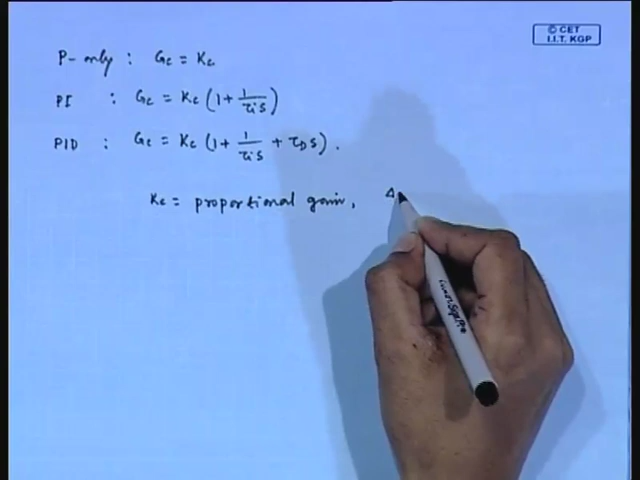 © CET
I.I.T. KGP
P-only : Gc = Kc
PI : Gc = Kc (1 + 1/τis)
PID : Gc = Kc (1 + 1/τis + τDs).
Kc = proportional gain,